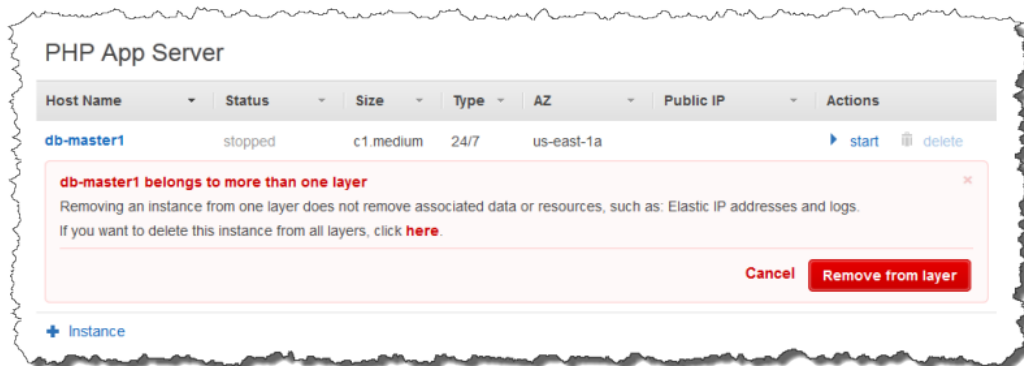 PHP App Server
Host Name Status Size Type AZ Public IP Actions
db-master1 stopped c1.medium 24/7 us-east-1a start delete
db-master1 belongs to more than one layer
Removing an instance from one layer does not remove associated data or resources, such as: Elastic IP addresses and logs.
If you want to delete this instance from all layers, click here.
Cancel Remove from layer
Instance